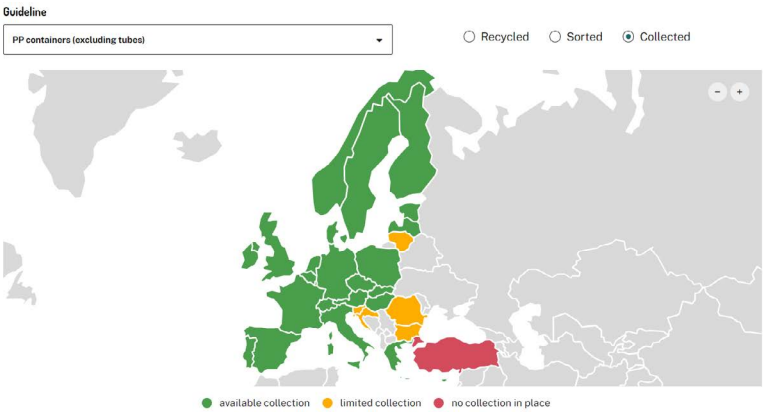 Guideline
PP containers (excluding tubes)
Recycled Sorted Collected
- +
available collection limited collection no collection in place